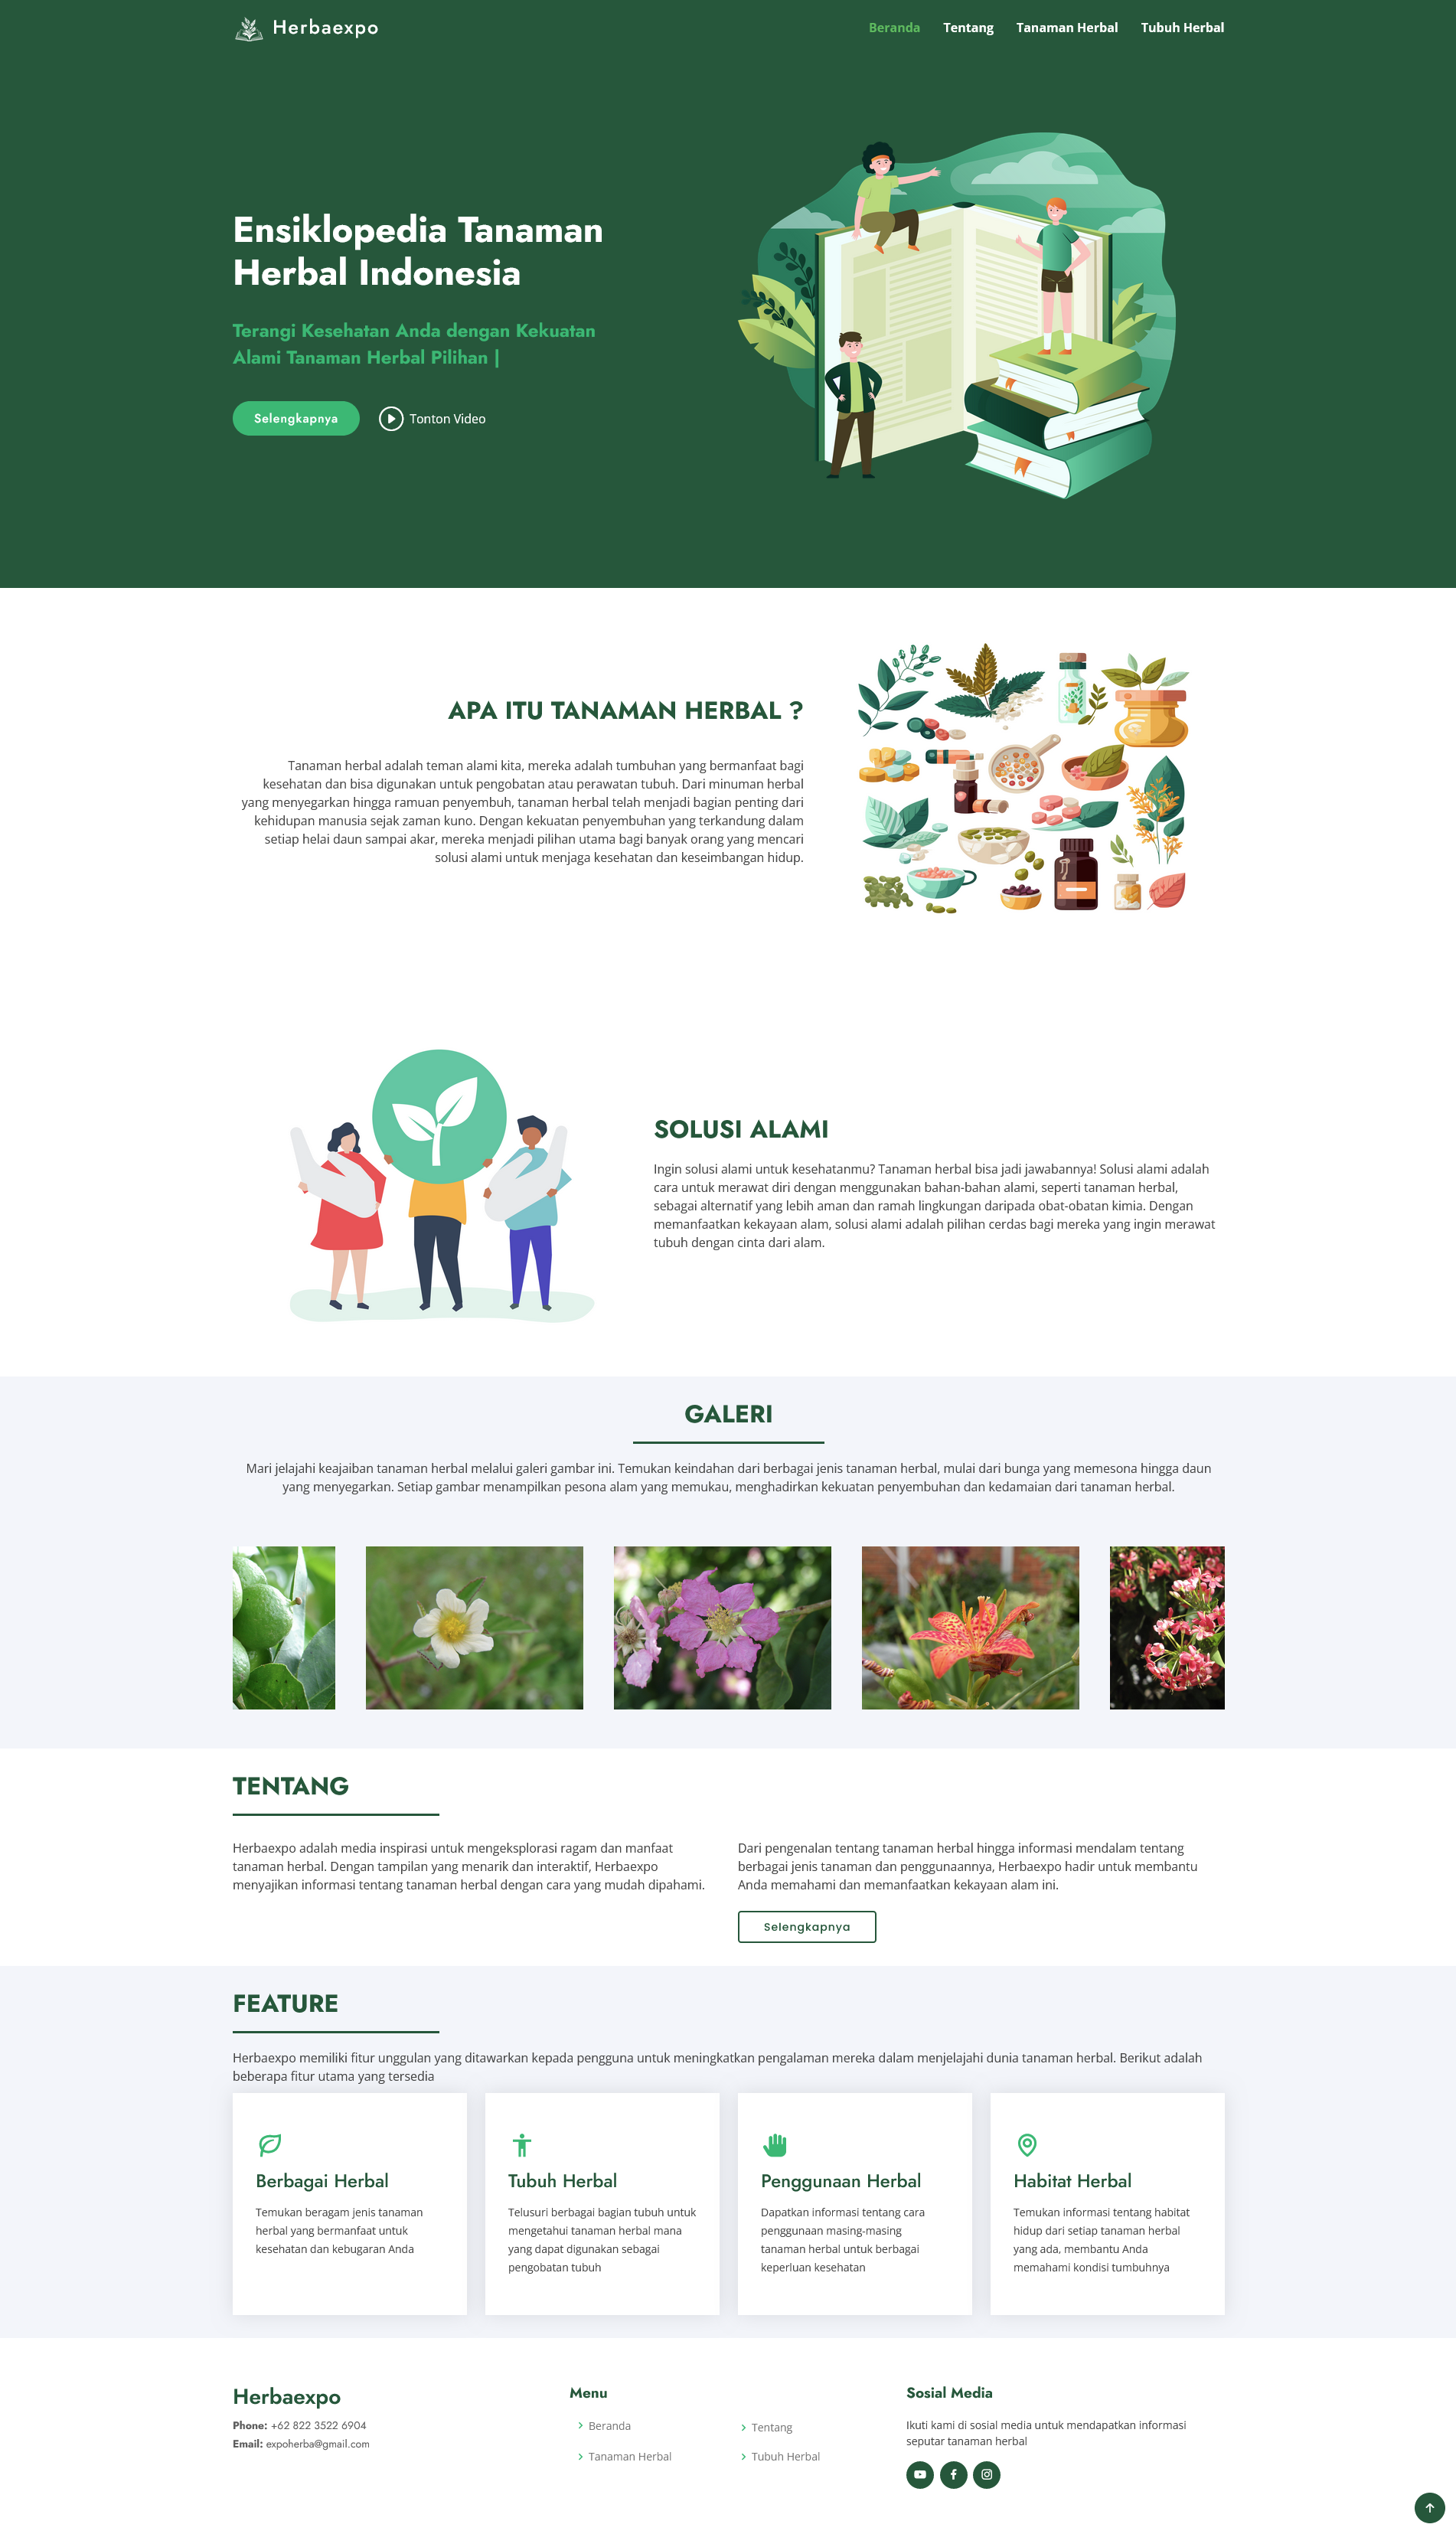 Herbaexpo
Beranda
Tentang
Tanaman Herbal
Tubuh Herbal
Ensiklopedia Tanaman
Herbal Indonesia
Terangi Kesehatan Anda dengan Kekuatan
Alami Tanaman Herbal Pilihan |
Selengkapnya
Tonton Video
APA ITU TANAMAN HERBAL ?
Tanaman herbal adalah teman alami kita, mereka adalah tumbuhan yang bermanfaat bagi
kesehatan dan bisa digunakan untuk pengobatan atau perawatan tubuh. Dari minuman herbal
yang menyegarkan hingga ramuan penyembuh, tanaman herbal telah menjadi bagian penting dari
kehidupan manusia sejak zaman kuno. Dengan kekuatan penyembuhan yang terkandung dalam
setiap helai daun sampai akar, mereka menjadi pilihan utama bagi banyak orang yang mencari
solusi alami untuk menjaga kesehatan dan keseimbangan hidup.
SOLUSI ALAMI
Ingin solusi alami untuk kesehatanmu? Tanaman herbal bisa jadi jawabannya! Solusi alami adalah
cara untuk merawat diri dengan menggunakan bahan-bahan alami, seperti tanaman herbal,
sebagai alternatif yang lebih aman dan ramah lingkungan daripada obat-obatan kimia. Dengan
memanfaatkan kekayaan alam, solusi alami adalah pilihan cerdas bagi mereka yang ingin merawat
tubuh dengan cinta dari alam.
GALERI
Mari jelajahi keajaiban tanaman herbal melalui galeri gambar ini. Temukan keindahan dari berbagai jenis tanaman herbal, mulai dari bunga yang memesona hingga daun
yang menyegarkan. Setiap gambar menampilkan pesona alam yang memukau, menghadirkan kekuatan penyembuhan dan kedamaian dari tanaman herbal.
TENTANG
Herbaexpo adalah media inspirasi untuk mengeksplorasi ragam dan manfaat
tanaman herbal. Dengan tampilan yang menarik dan interaktif, Herbaexpo
menyajikan informasi tentang tanaman herbal dengan cara yang mudah dipahami.
Dari pengenalan tentang tanaman herbal hingga informasi mendalam tentang
berbagai jenis tanaman dan penggunaannya, Herbaexpo hadir untuk membantu
Anda memahami dan memanfaatkan kekayaan alam ini.
Selengkapnya
FEATURE
Herbaexpo memiliki fitur unggulan yang ditawarkan kepada pengguna untuk meningkatkan pengalaman mereka dalam menjelajahi dunia tanaman herbal. Berikut adalah
beberapa fitur utama yang tersedia
Berbagai Herbal
Temukan beragam jenis tanaman
herbal yang bermanfaat untuk
kesehatan dan kebugaran Anda
Tubuh Herbal
Telusuri berbagai bagian tubuh untuk
mengetahui tanaman herbal mana
yang dapat digunakan sebagai
pengobatan tubuh
Penggunaan Herbal
Dapatkan informasi tentang cara
penggunaan masing-masing
tanaman herbal untuk berbagai
keperluan kesehatan
Habitat Herbal
Temukan informasi tentang habitat
hidup dari setiap tanaman herbal
yang ada, membantu Anda
memahami kondisi tumbuhnya
Herbaexpo
Phone: +62 822 3522 6904
Email: expoherba@gmail.com
Menu
Beranda
Tentang
Tanaman Herbal
Tubuh Herbal
Sosial Media
Ikuti kami di sosial media untuk mendapatkan informasi
seputar tanaman herbal